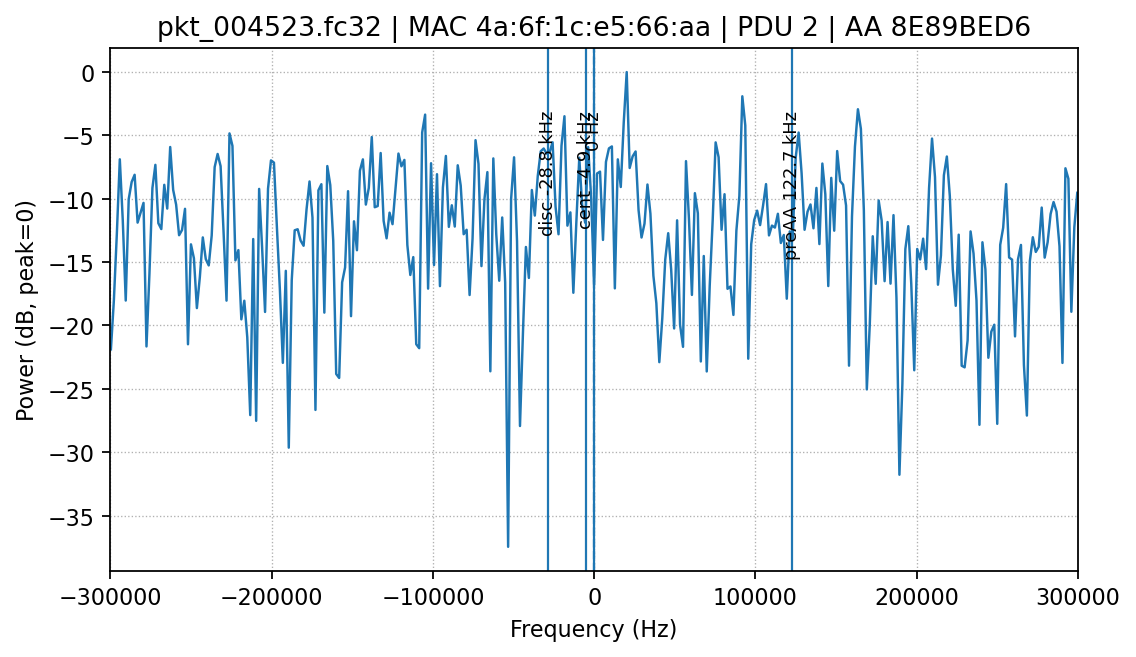 pkt_004523.fc32 | MAC 4a:6f:1c:e5:66:aa | PDU 2 | AA 8E89BED6
Power (dB, peak=0)
0
−5
−10
−15
−20
−25
−30
−35
disc -28.8 kHz
cent -4.9 kHz
0 Hz
preAA 122.7 kHz
−300000
−200000
−100000
0
100000
200000
300000
Frequency (Hz)